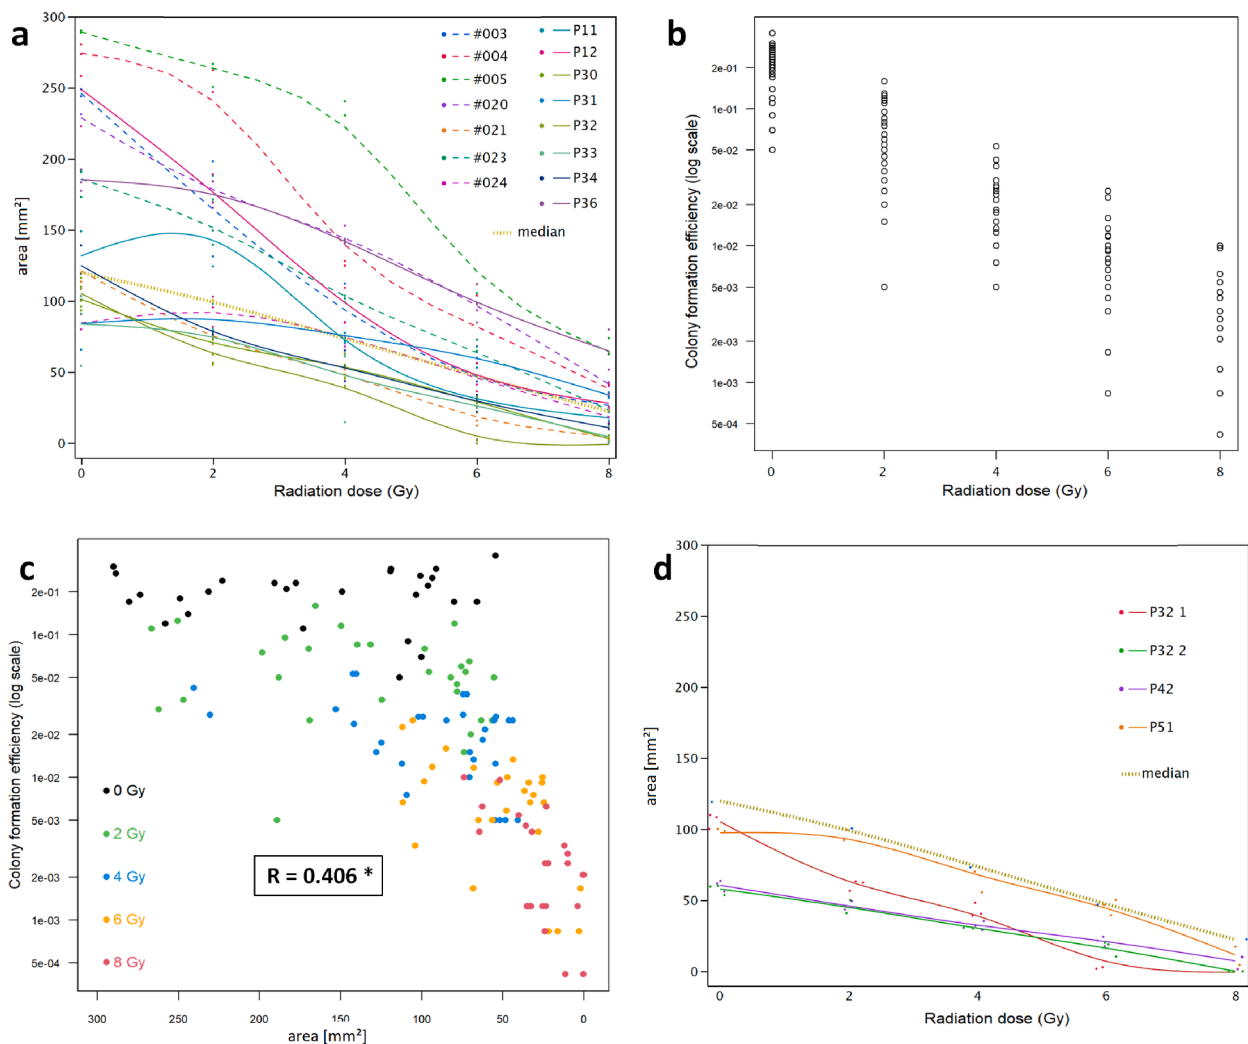 a
300
250
200
150
100
50
0
area [mm²]
0 2 4 6 8
Radiation dose (Gy)
#003
#004
#005
#020
#021
#023
#024
P11
P12
P30
P31
P32
P33
P34
P36
median
b
2e-01
1e-01
5e-02
2e-02
1e-02
5e-03
2e-03
1e-03
5e-04
Colony formation efficiency (log scale)
0 2 4 6 8
Radiation dose (Gy)
c
2e-01
1e-01
5e-02
2e-02
1e-02
5e-03
2e-03
1e-03
5e-04
Colony formation efficiency (log scale)
0 Gy
2 Gy
4 Gy
6 Gy
8 Gy
R = 0.406 *
300 250 200 150 100 50 0
area [mm²]
d
300
250
200
150
100
50
0
area [mm²]
P32 1
P32 2
P42
P51
median
0 2 4 6 8
Radiation dose (Gy)